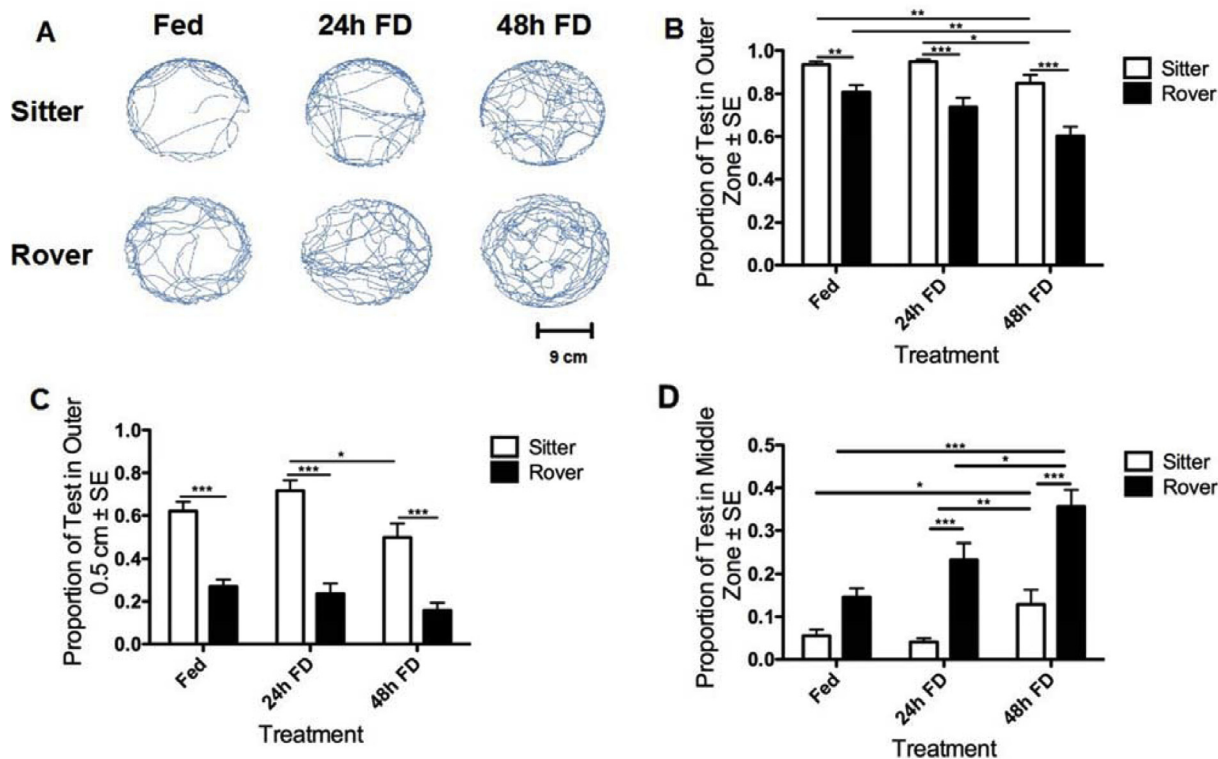 A
Fed 24h FD 48h FD
Sitter
Rover
9 cm
B
** 
**
*
** *** ***
Proportion of Test in Outer
Zone ± SE
1.0
0.8
0.6
0.4
0.2
0.0
Fed 24h FD 48h FD
Treatment
Sitter
Rover
C
*
*** *** ***
Proportion of Test in Outer
0.5 cm ± SE
1.0
0.8
0.6
0.4
0.2
0.0
Fed 24h FD 48h FD
Treatment
Sitter
Rover
D
***
*
* ***
**
***
Proportion of Test in Middle
Zone ± SE
0.5
0.4
0.3
0.2
0.1
0.0
Fed 24h FD 48h FD
Treatment
Sitter
Rover